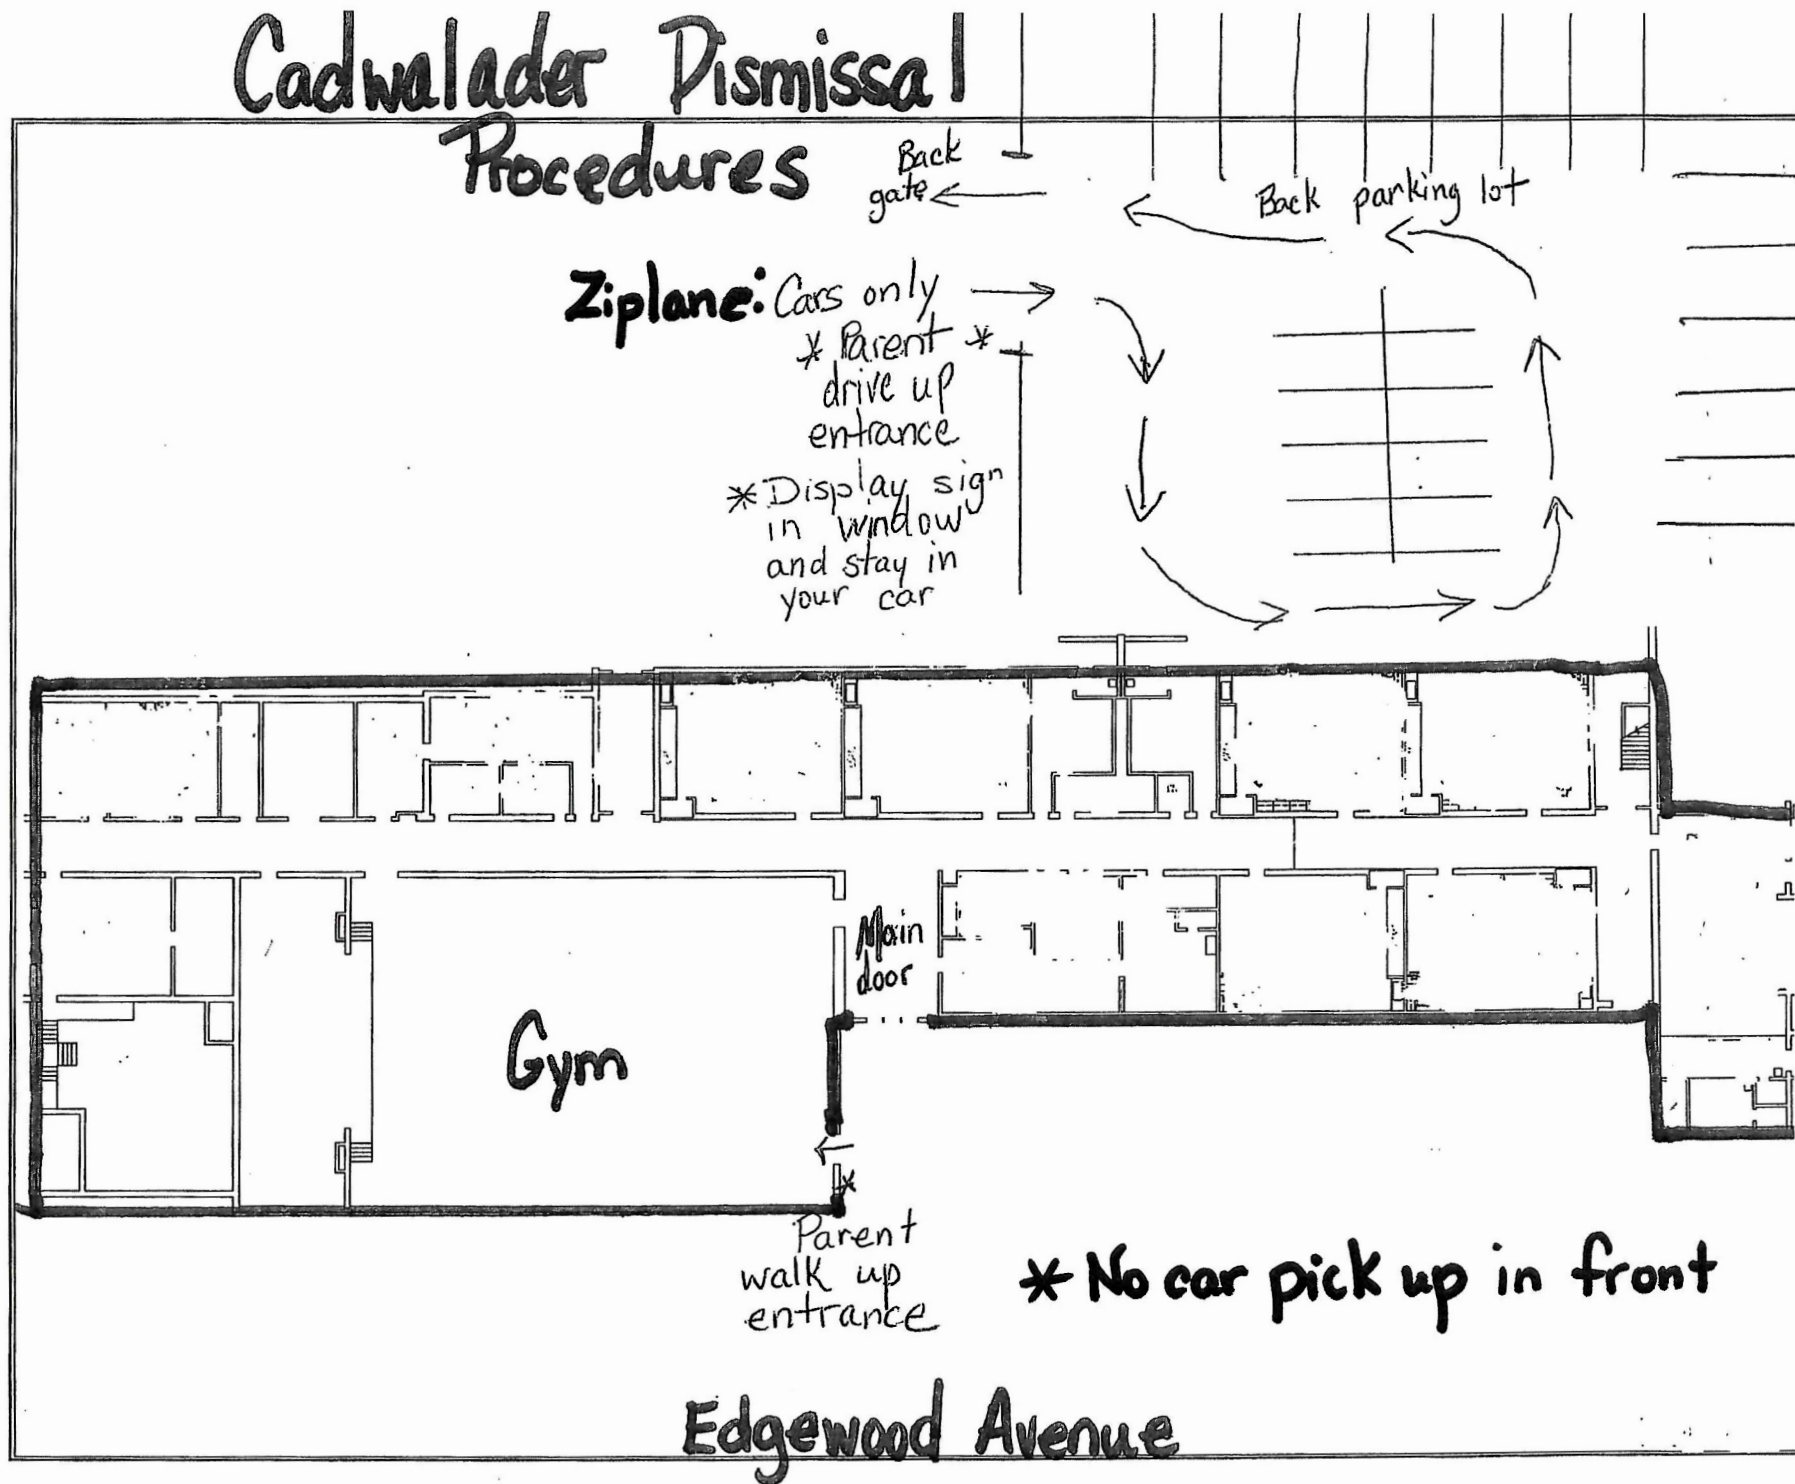 Cadwalader Dismissal
Procedures
Back
gate
Back parking lot
Ziplane: Cars only
* Parent *
drive up
entrance
* Display sign
in window
and stay in
your car
Main
door
Gym
Parent
walk up
entrance
* No car pick up in front
Edgewood Avenue